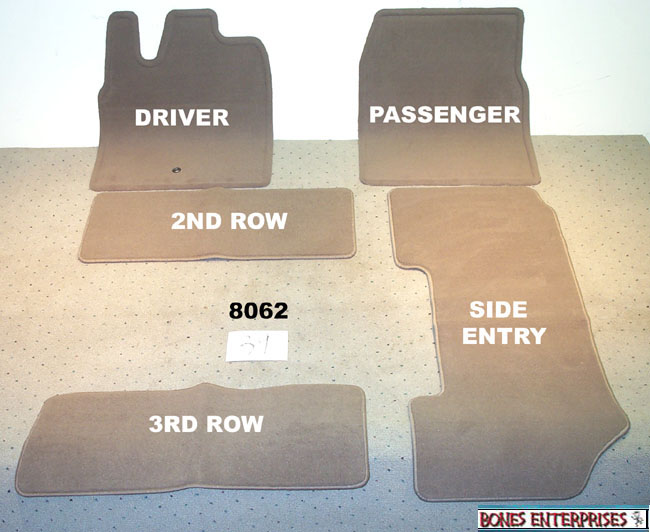 DRIVER
PASSENGER
2ND ROW
8062
SIDE
ENTRY
3RD ROW
BONES ENTERPRISES